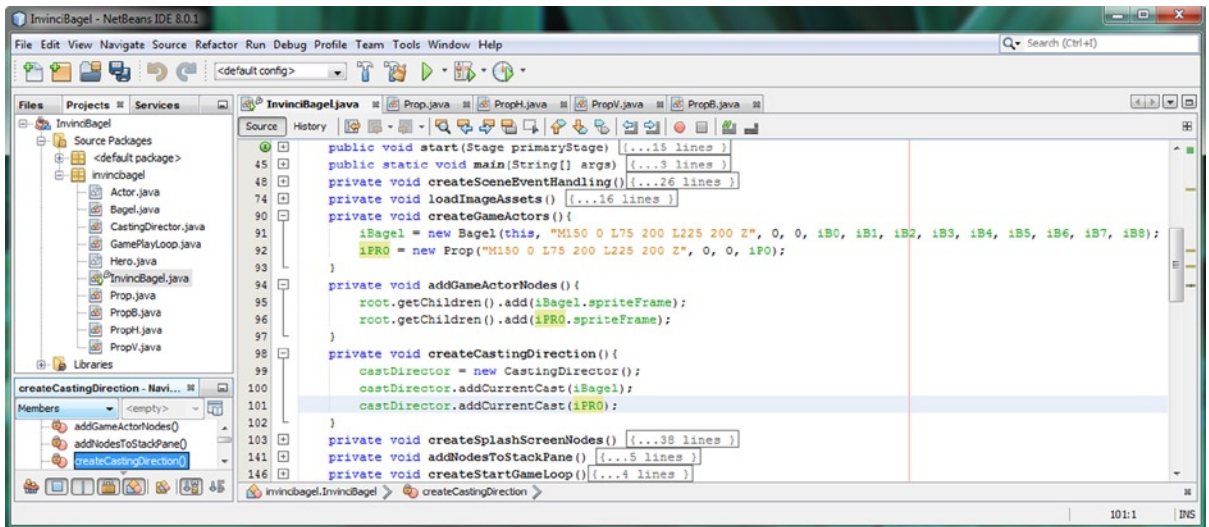 InvinciBagel - NetBeans IDE 8.0.1
File Edit View Navigate Source Refactor Run Debug Profile Team Tools Window Help
Search (Ctrl+I)
<default config>
Files Projects Services
InvinciBagel.java Prop.java PropH.java PropV.java PropB.java
InvinciBagel
Source Packages
<default package>
invincibagel
Actor.java
Bagel.java
CastingDirector.java
GamePlayLoop.java
Hero.java
InvinciBagel.java
Prop.java
PropB.java
PropH.java
PropV.java
Libraries
createCastingDirection - Navi...
Members <empty>
addGameActorNodes()
addNodesToStackPane()
createCastingDirection()
Source History
public void start(Stage primaryStage) {...15 lines }
45 public static void main(String[] args) {...3 lines }
48 private void createSceneEventHandling() {...26 lines }
74 private void loadImageAssets() {...16 lines }
90 private void createGameActors(){
91 iBagel = new Bagel(this, "M150 0 L75 200 L225 200 Z", 0, 0, iB0, iB1, iB2, iB3, iB4, iB5, iB6, iB7, iB8);
92 iPR0 = new Prop("M150 0 L75 200 L225 200 Z", 0, 0, iP0);
93 }
94 private void addGameActorNodes(){
95 root.getChildren().add(iBagel.spriteFrame);
96 root.getChildren().add(iPR0.spriteFrame);
97 }
98 private void createCastingDirection(){
99 castDirector = new CastingDirector();
100 castDirector.addCurrentCast(iBagel);
101 castDirector.addCurrentCast(iPR0);
102 }
103 private void createSplashScreenNodes() {...38 lines }
141 private void addNodesToStackPane() {...5 lines }
146 private void createStartGameLoop() {...4 lines }
invincibagel.InvinciBagel createCastingDirection
101:1 INS